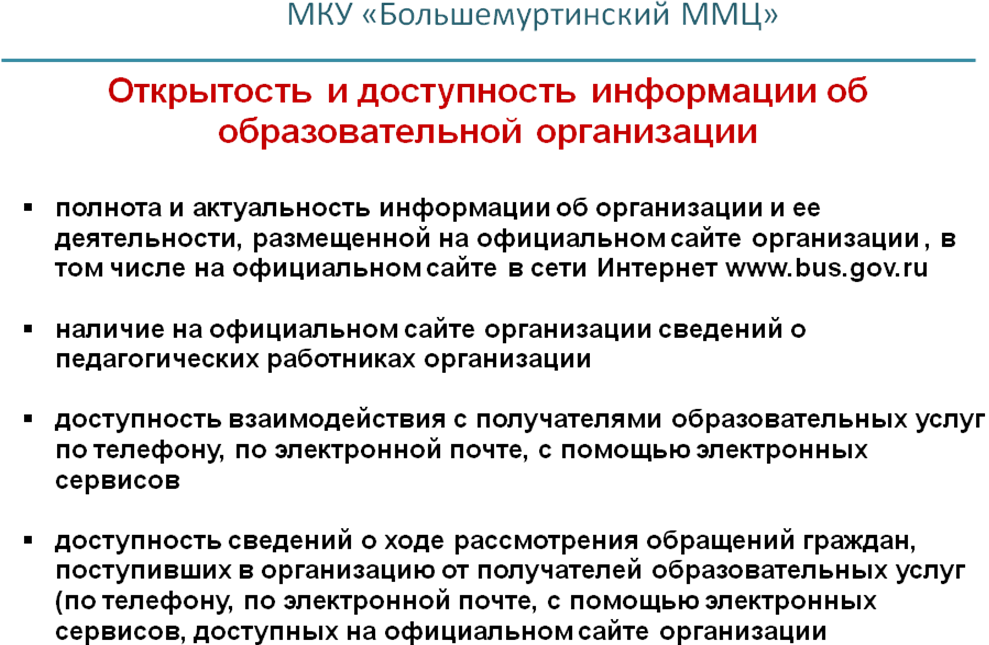 МКУ «Большемуртинский ММЦ»
Открытость и доступность информации об
образовательной организации
▪ полнота и актуальность информации об организации и ее
деятельности, размещенной на официальном сайте организации , в
том числе на официальном сайте в сети Интернет www.bus.gov.ru
▪ наличие на официальном сайте организации сведений о
педагогических работниках организации
▪ доступность взаимодействия с получателями образовательных услуг
по телефону, по электронной почте, с помощью электронных
сервисов
▪ доступность сведений о ходе рассмотрения обращений граждан,
поступивших в организацию от получателей образовательных услуг
(по телефону, по электронной почте, с помощью электронных
сервисов, доступных на официальном сайте организации